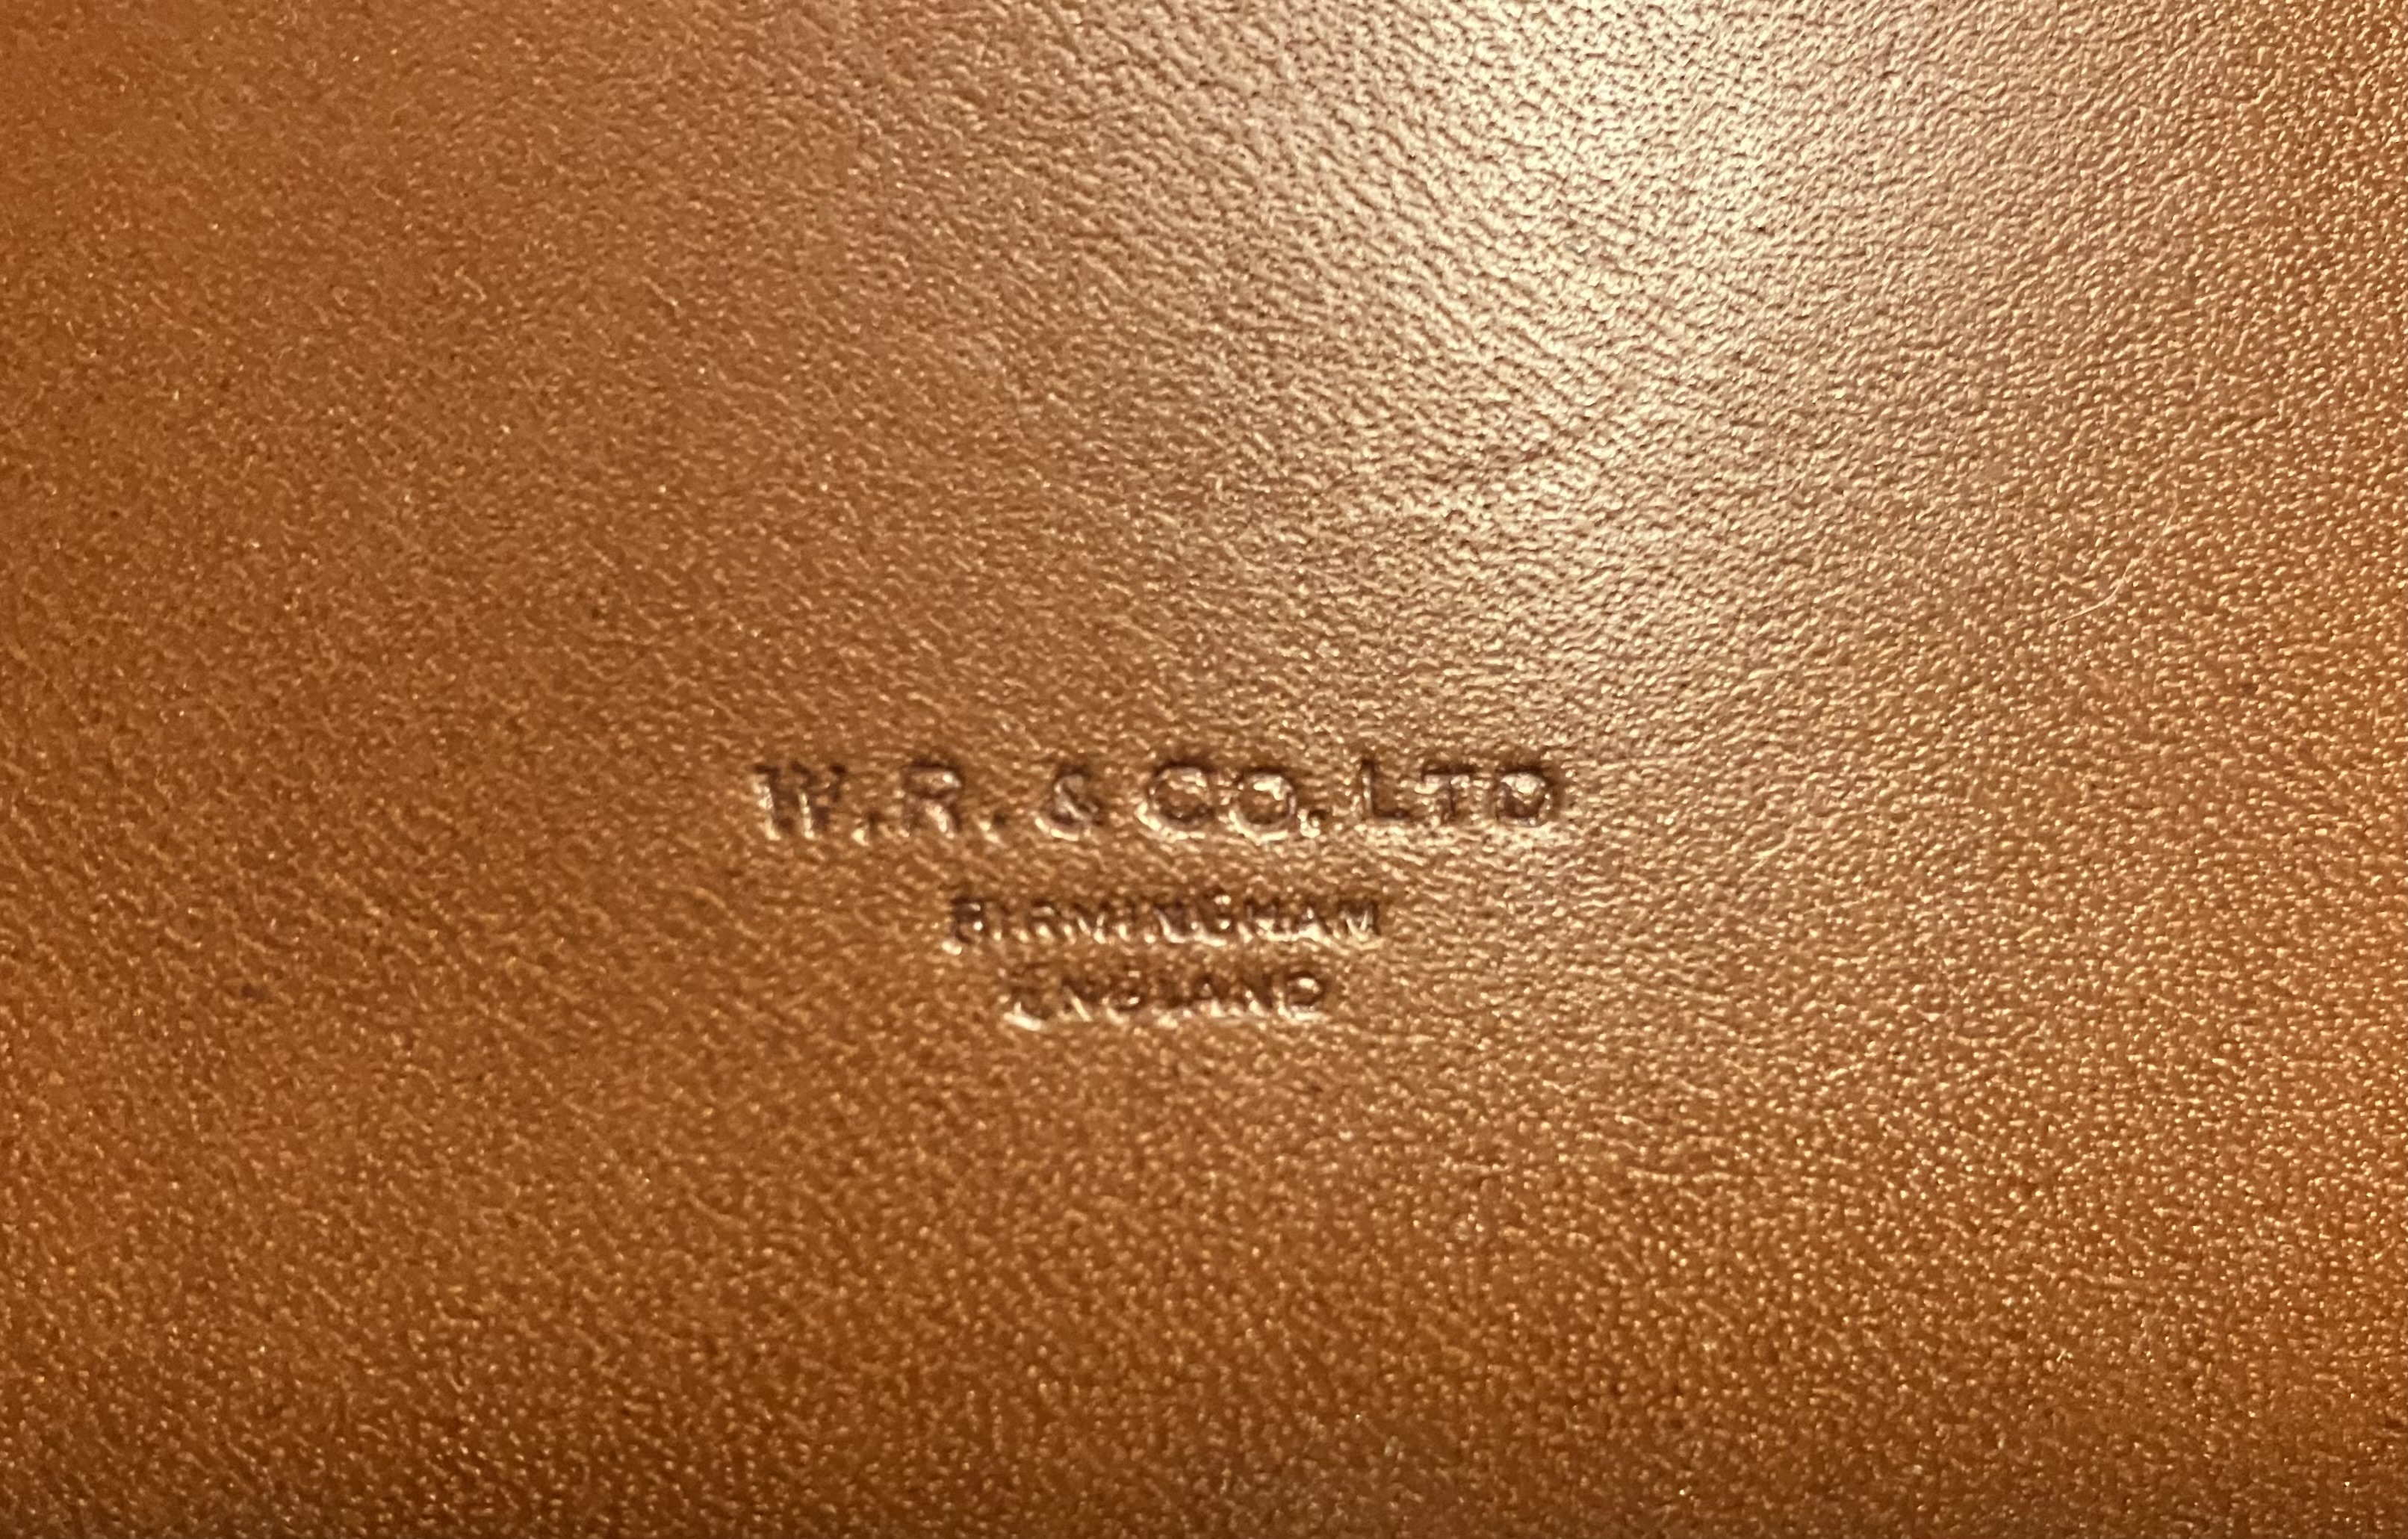 W.R. & CO. LTD
BIRMINGHAM
ENGLAND